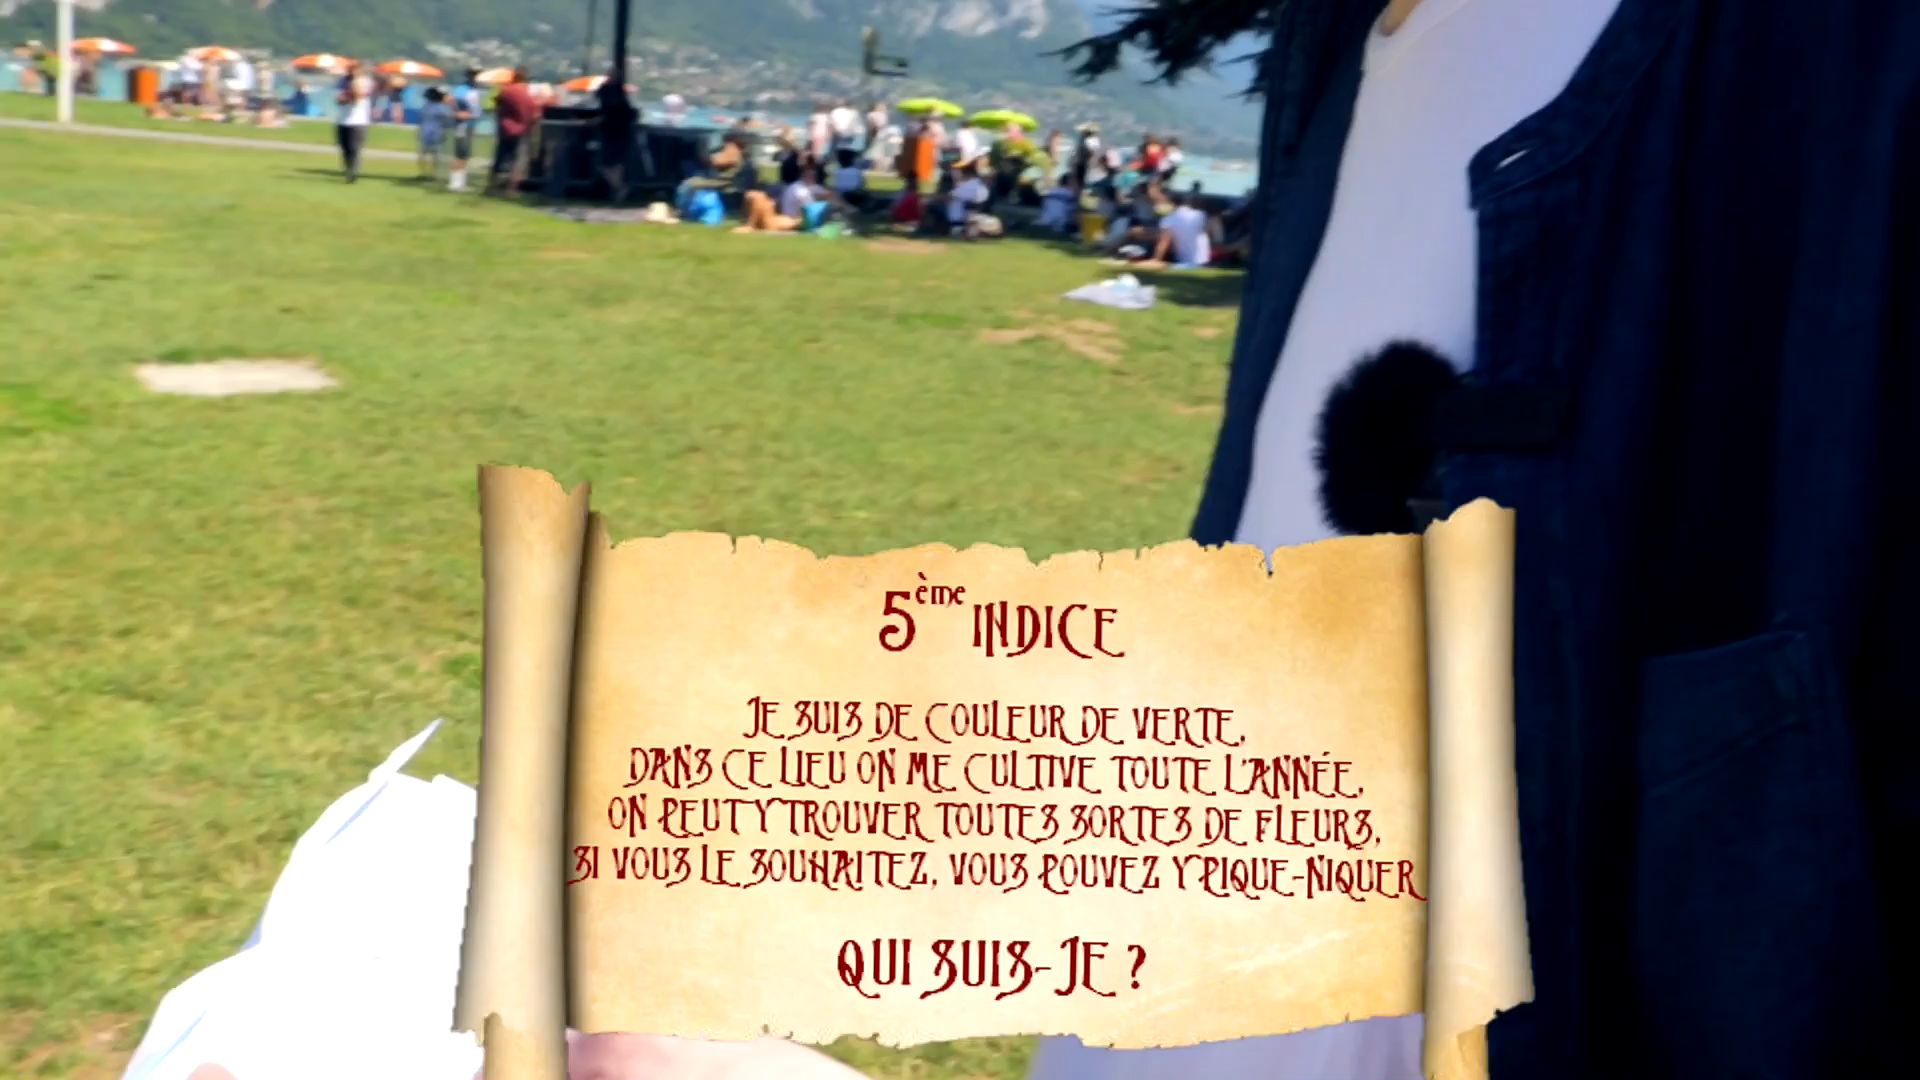 5ème INDICE
JE SUIS DE COULEUR DE VERTE,
DANS CE LIEU ON ME CULTIVE TOUTE L'ANNÉE,
ON PEUT Y TROUVER TOUTES SORTES DE FLEURS,
SI VOUS LE SOUHAITEZ, VOUS POUVEZ Y PIQUE-NIQUER
QUI SUIS-JE ?